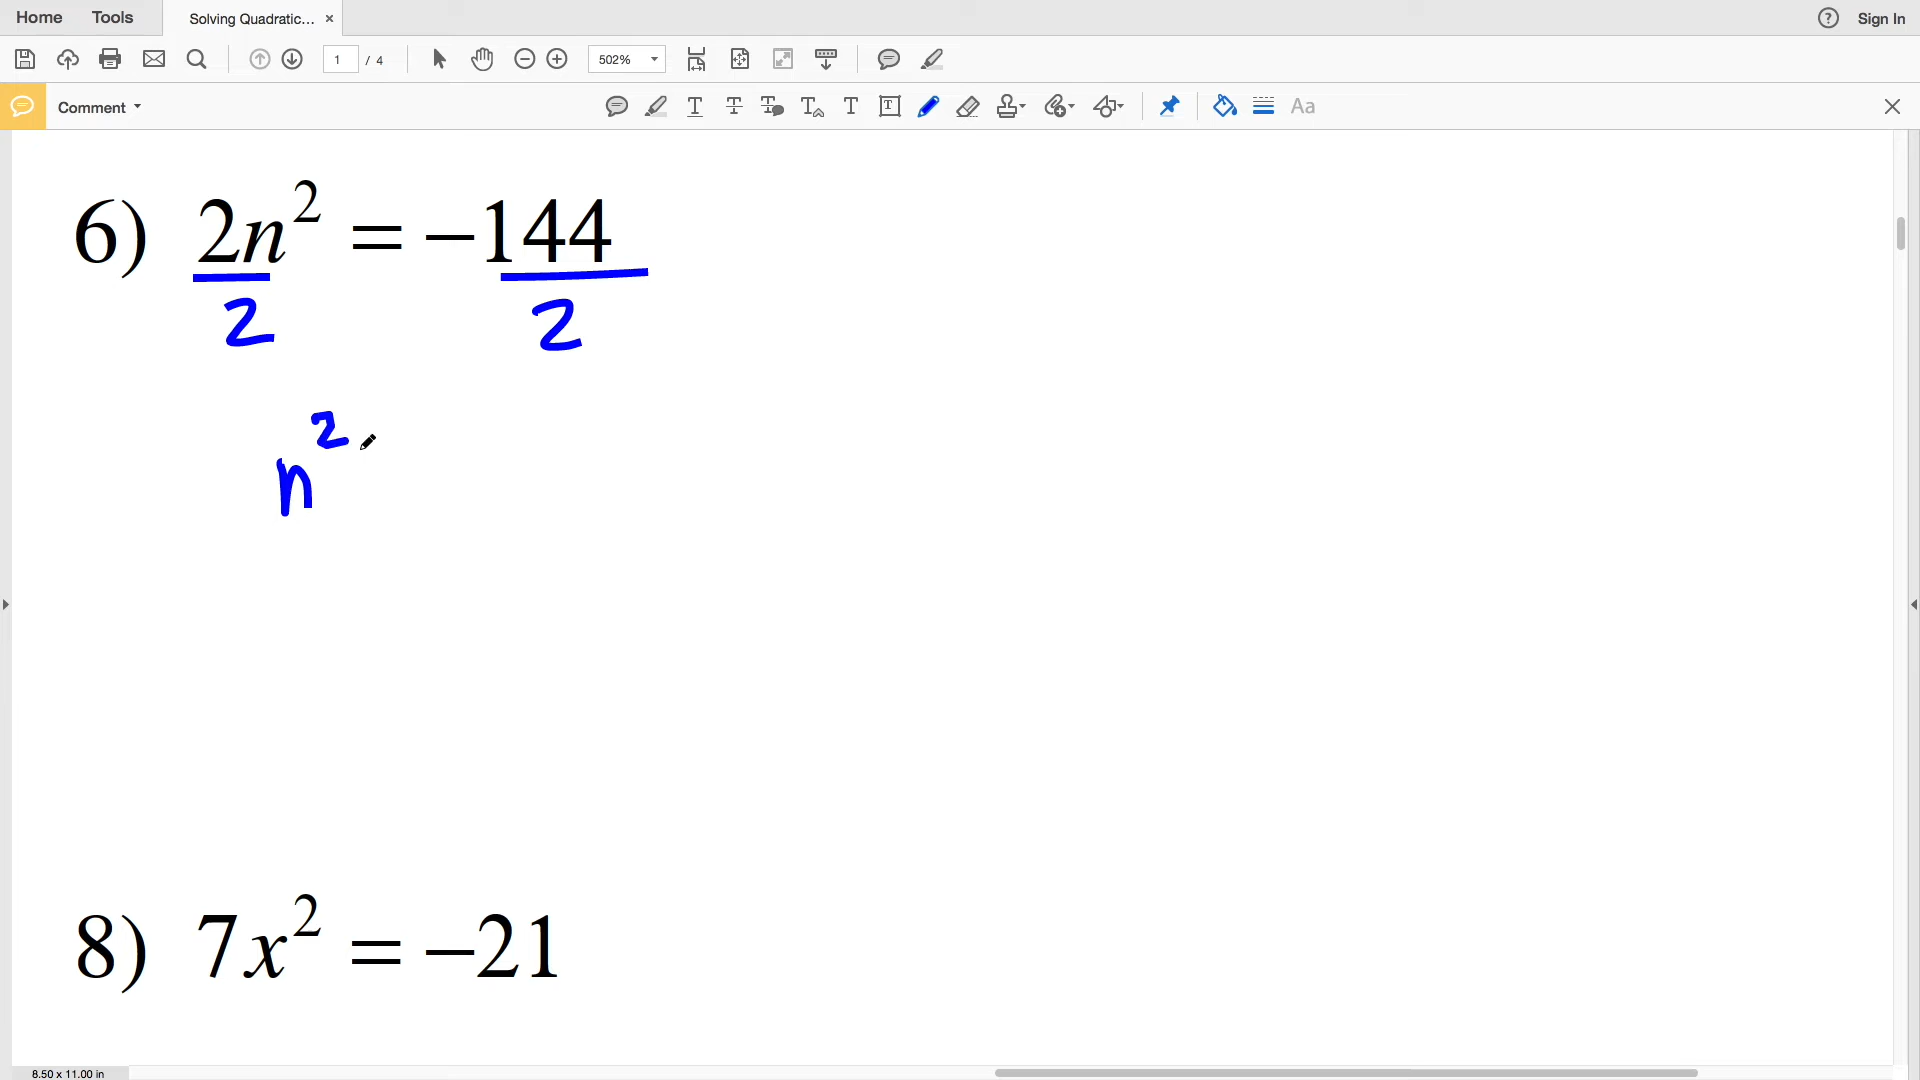 Home Tools Solving Quadratic... × ? Sign In
1 / 4 502%
Comment T T T T T T Aa
6) 2n² = −144
2 2
n²
8) 7x² = −21
8.50 x 11.00 in